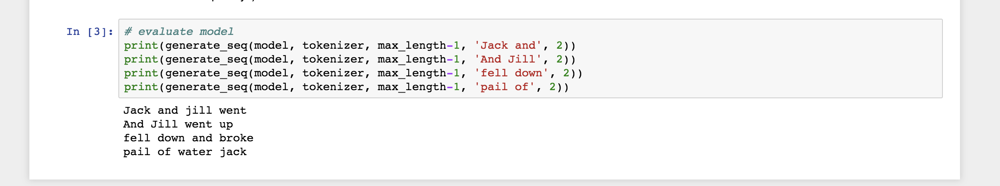 In [3]: # evaluate model
print(generate_seq(model, tokenizer, max_length-1, 'Jack and', 2))
print(generate_seq(model, tokenizer, max_length-1, 'And Jill', 2))
print(generate_seq(model, tokenizer, max_length-1, 'fell down', 2))
print(generate_seq(model, tokenizer, max_length-1, 'pail of', 2))
Jack and jill went
And Jill went up
fell down and broke
pail of water jack